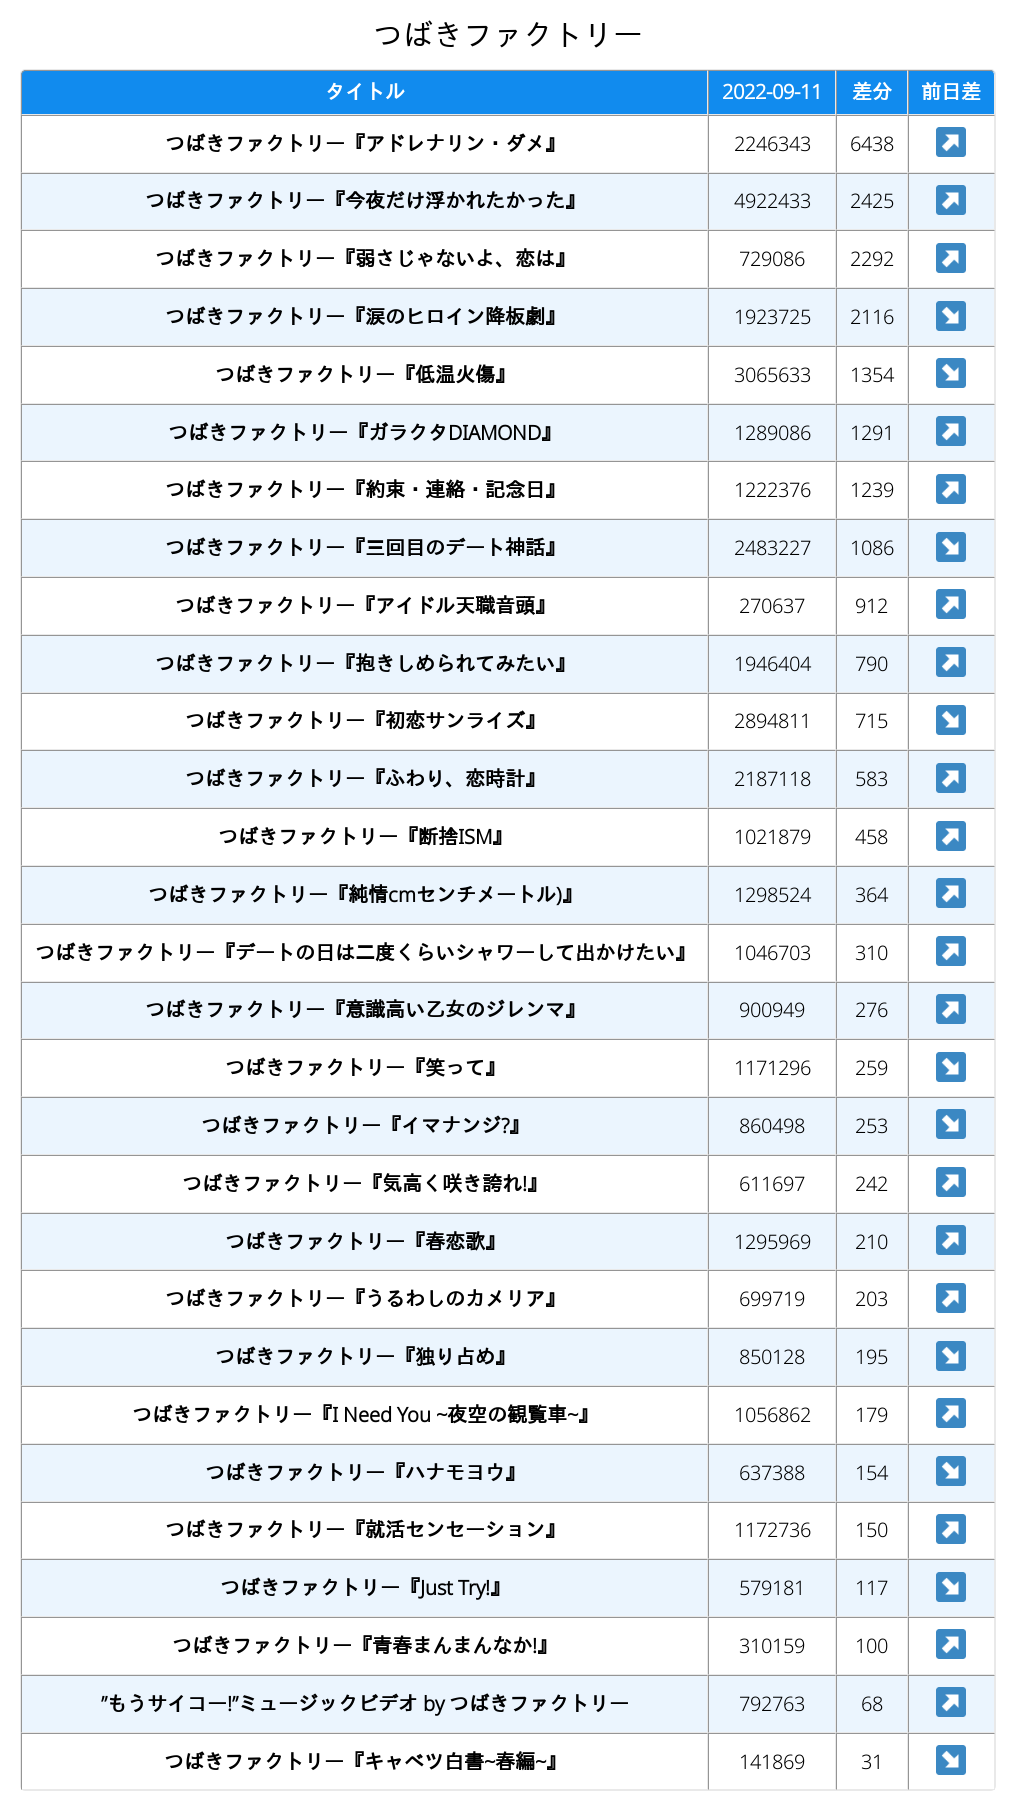 つばきファクトリー
タイトル 2022-09-11 差分 前日差
つばきファクトリー『アドレナリン・ダメ』 2246343 6438 ↗
つばきファクトリー『今夜だけ浮かれたかった』 4922433 2425 ↗
つばきファクトリー『弱さじゃないよ、恋は』 729086 2292 ↗
つばきファクトリー『涙のヒロイン降板劇』 1923725 2116 ↘
つばきファクトリー『低温火傷』 3065633 1354 ↘
つばきファクトリー『ガラクタDIAMOND』 1289086 1291 ↗
つばきファクトリー『約束・連絡・記念日』 1222376 1239 ↗
つばきファクトリー『三回目のデート神話』 2483227 1086 ↘
つばきファクトリー『アイドル天職音頭』 270637 912 ↗
つばきファクトリー『抱きしめられてみたい』 1946404 790 ↗
つばきファクトリー『初恋サンライズ』 2894811 715 ↘
つばきファクトリー『ふわり、恋時計』 2187118 583 ↗
つばきファクトリー『断捨ISM』 1021879 458 ↗
つばきファクトリー『純情cmセンチメートル)』 1298524 364 ↗
つばきファクトリー『デートの日は二度くらいシャワーして出かけたい』 1046703 310 ↗
つばきファクトリー『意識高い乙女のジレンマ』 900949 276 ↗
つばきファクトリー『笑って』 1171296 259 ↘
つばきファクトリー『イマナンジ?』 860498 253 ↘
つばきファクトリー『気高く咲き誇れ!』 611697 242 ↗
つばきファクトリー『春恋歌』 1295969 210 ↗
つばきファクトリー『うるわしのカメリア』 699719 203 ↗
つばきファクトリー『独り占め』 850128 195 ↘
つばきファクトリー『I Need You ~夜空の観覧車~』 1056862 179 ↗
つばきファクトリー『ハナモヨウ』 637388 154 ↘
つばきファクトリー『就活センセーション』 1172736 150 ↗
つばきファクトリー『Just Try!』 579181 117 ↘
つばきファクトリー『青春まんまんなか!』 310159 100 ↗
”もうサイコー!”ミュージックビデオ by つばきファクトリー 792763 68 ↗
つばきファクトリー『キャベツ白書~春編~』 141869 31 ↘